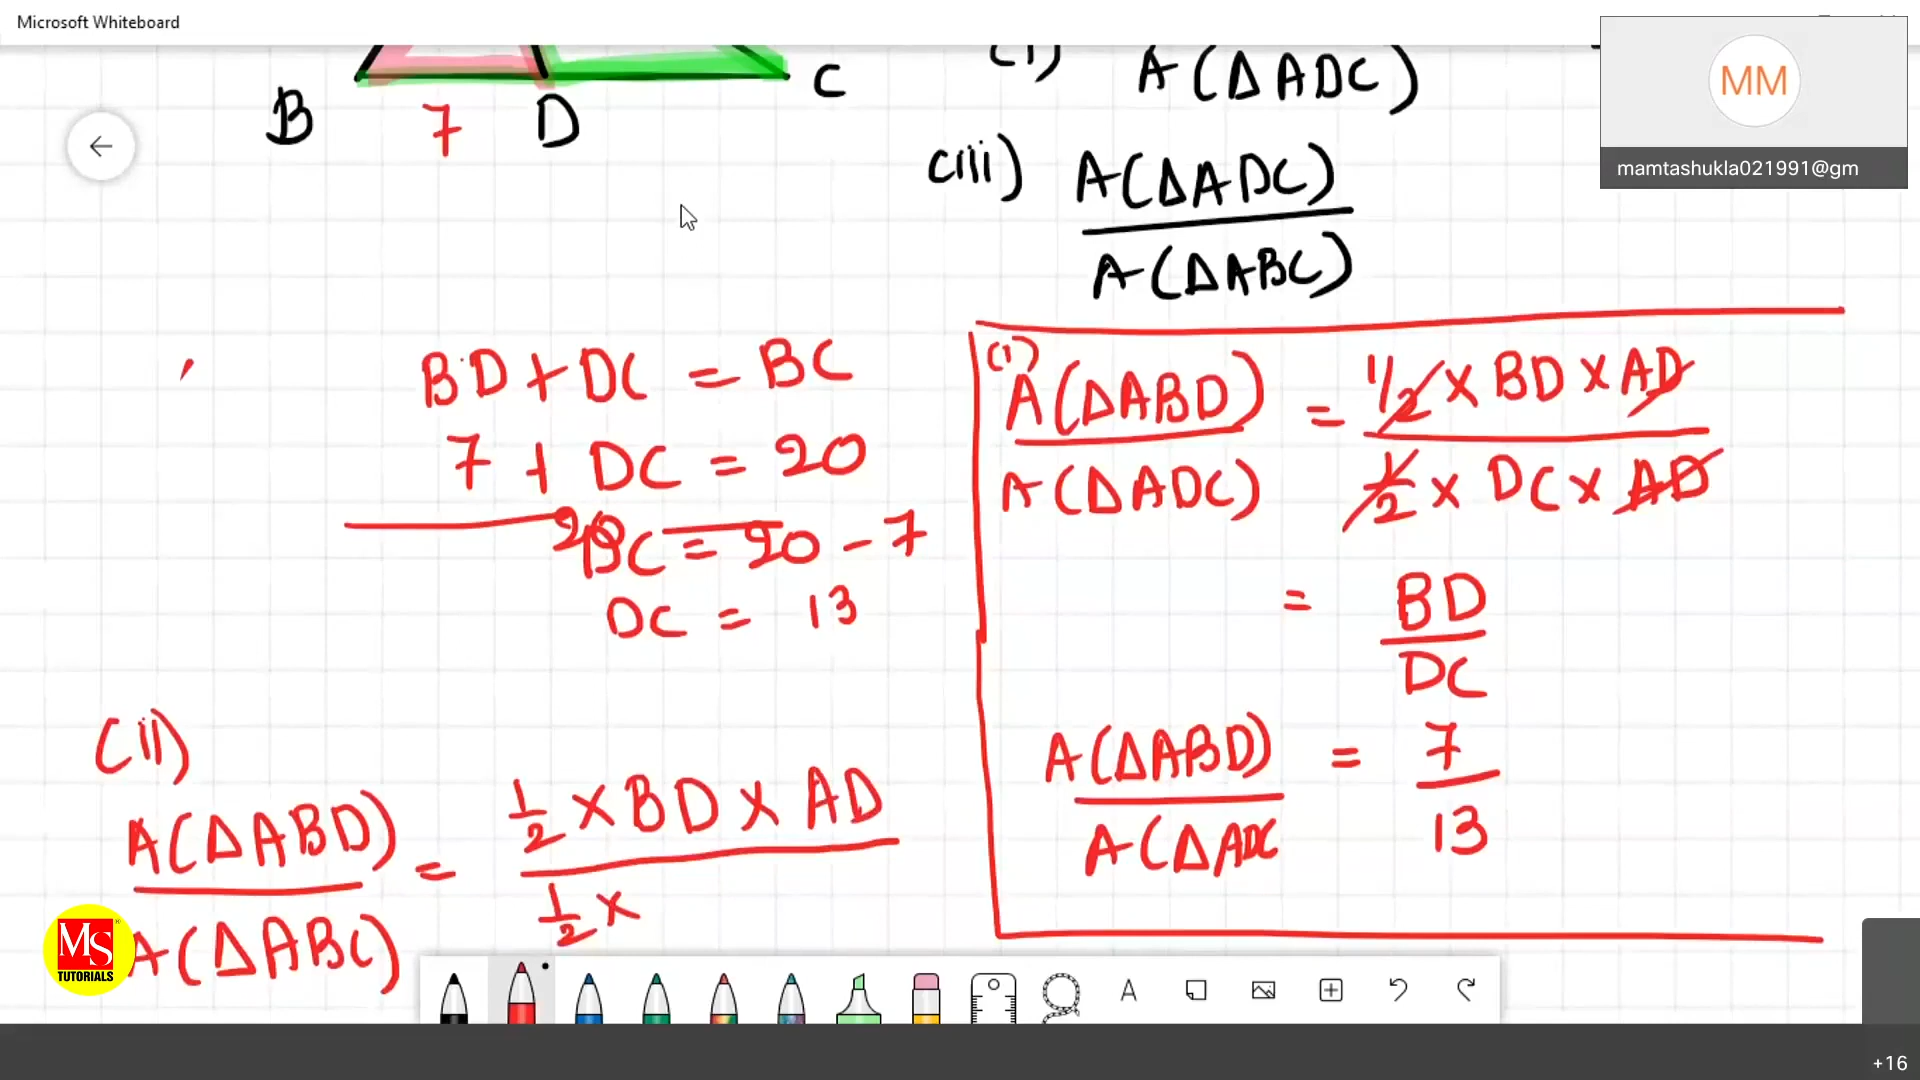 Microsoft Whiteboard
B 7 D C
(i) A(ΔADC)
(iii) A(ΔADC)
A(ΔABC)
MM
mamtashukla021991@gm
BD + DC = BC
7 + DC = 20
DC = 20 - 7
DC = 13
(i)
A(ΔABD) = 1/2 × BD × AD
A(ΔADC) 1/2 × DC × AD
= BD
DC
A(ΔABD) = 7
A(ΔADC 13
(ii)
A(ΔABD) = 1/2 × BD × AD
A(ΔABC) 1/2 ×
MS
TUTORIALS
A
+16